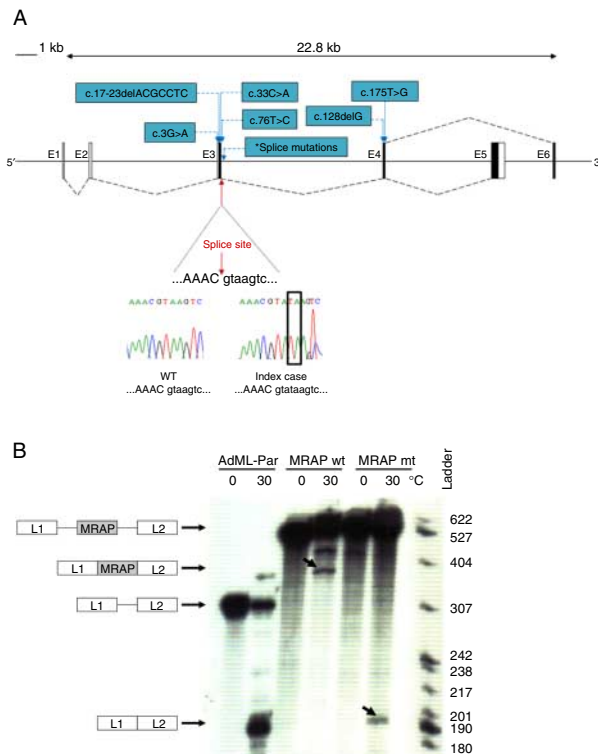 A
1 kb
22.8 kb
c.17-23delACGCCTC
c.33C>A
c.175T>G
c.76T>C
c.128delG
c.3G>A
*Splice mutations
E1
E2
E3
E4
E5
E6
5′
3′
Splice site
...AAAC gtaagtc...
AAACGTAAGTC
AAACGTATAAGTC
WT
Index case
...AAAC gtaagtc...
...AAAC gtataagtc...
B
AdML-Par
MRAP wt
MRAP mt
Ladder
0
30
0
30
0
30
°C
L1
MRAP
L2
622
527
L1
MRAP
L2
404
L1
L2
307
242
238
217
L1
L2
201
190
180